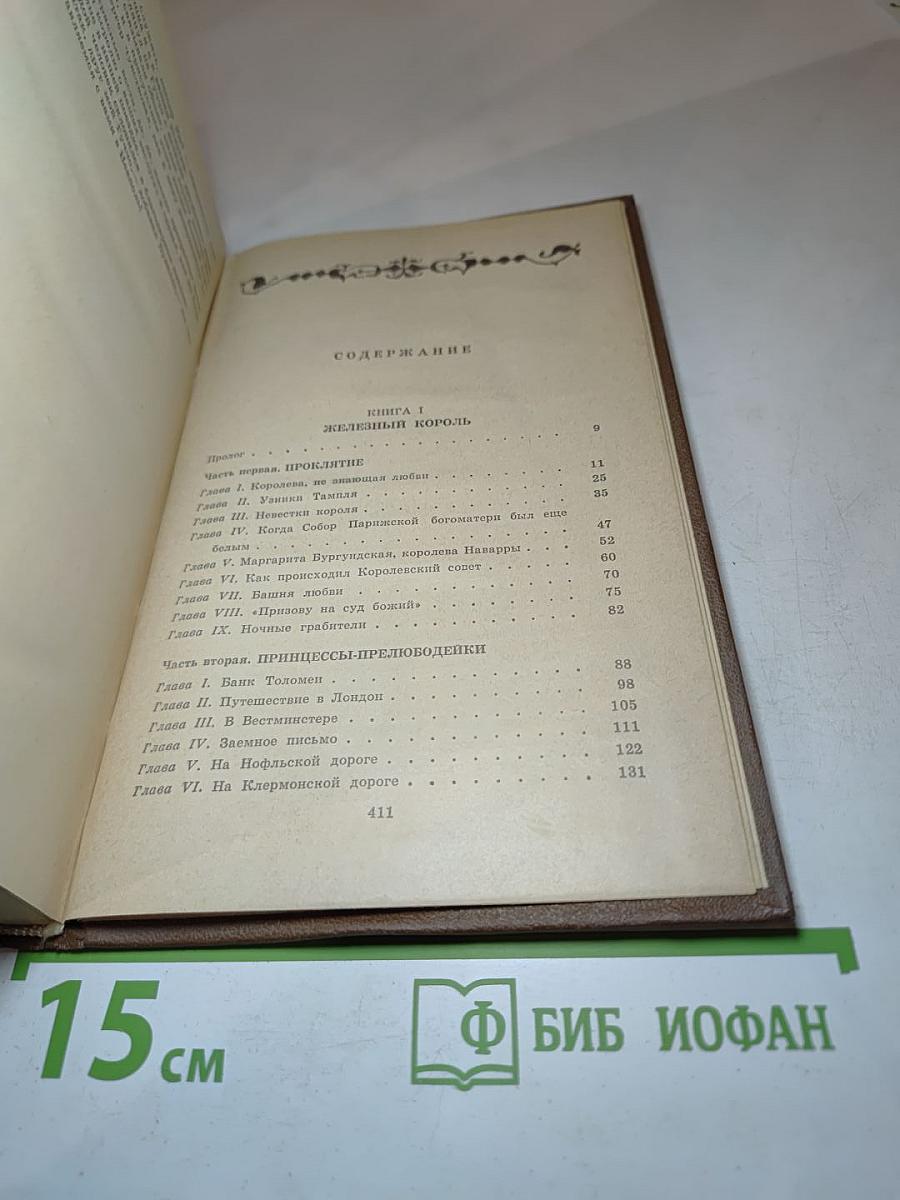 СОДЕРЖАНИЕ
КНИГА I
ЖЕЛЕЗНЫЙ КОРОЛЬ
Пролог . . . . . . . . . . . . . . . . . . 9
Часть первая. ПРОКЛЯТИЕ
Глава I. Королева, не знающая любви . . . . . . . . 11
Глава II. Узники Тампля . . . . . . . . . . . 25
Глава III. Невестки короля . . . . . . . . . . . 35
Глава IV. Когда Собор Парижской богоматери был еще
белым . . . . . . . . . . . . . . . . 47
Глава V. Маргарита Бургундская, королева Наварры . . . 52
Глава VI. Как происходил Королевский совет . . . . . 60
Глава VII. Башня любви . . . . . . . . . . . . 70
Глава VIII. «Призову на суд божий» . . . . . . . . 75
Глава IX. Ночные грабители . . . . . . . . . . . 82
Часть вторая. ПРИНЦЕССЫ-ПРЕЛЮБОДЕЙКИ
Глава I. Банк Толомеи . . . . . . . . . . . . . 88
Глава II. Путешествие в Лондон . . . . . . . . . . 98
Глава III. В Вестминстере . . . . . . . . . . . . 105
Глава IV. Заемное письмо . . . . . . . . . . . . 111
Глава V. На Нофльской дороге . . . . . . . . . . 122
Глава VI. На Клермонской дороге . . . . . . . . . 131
411
15 см
Ф БИБ ИОФАН